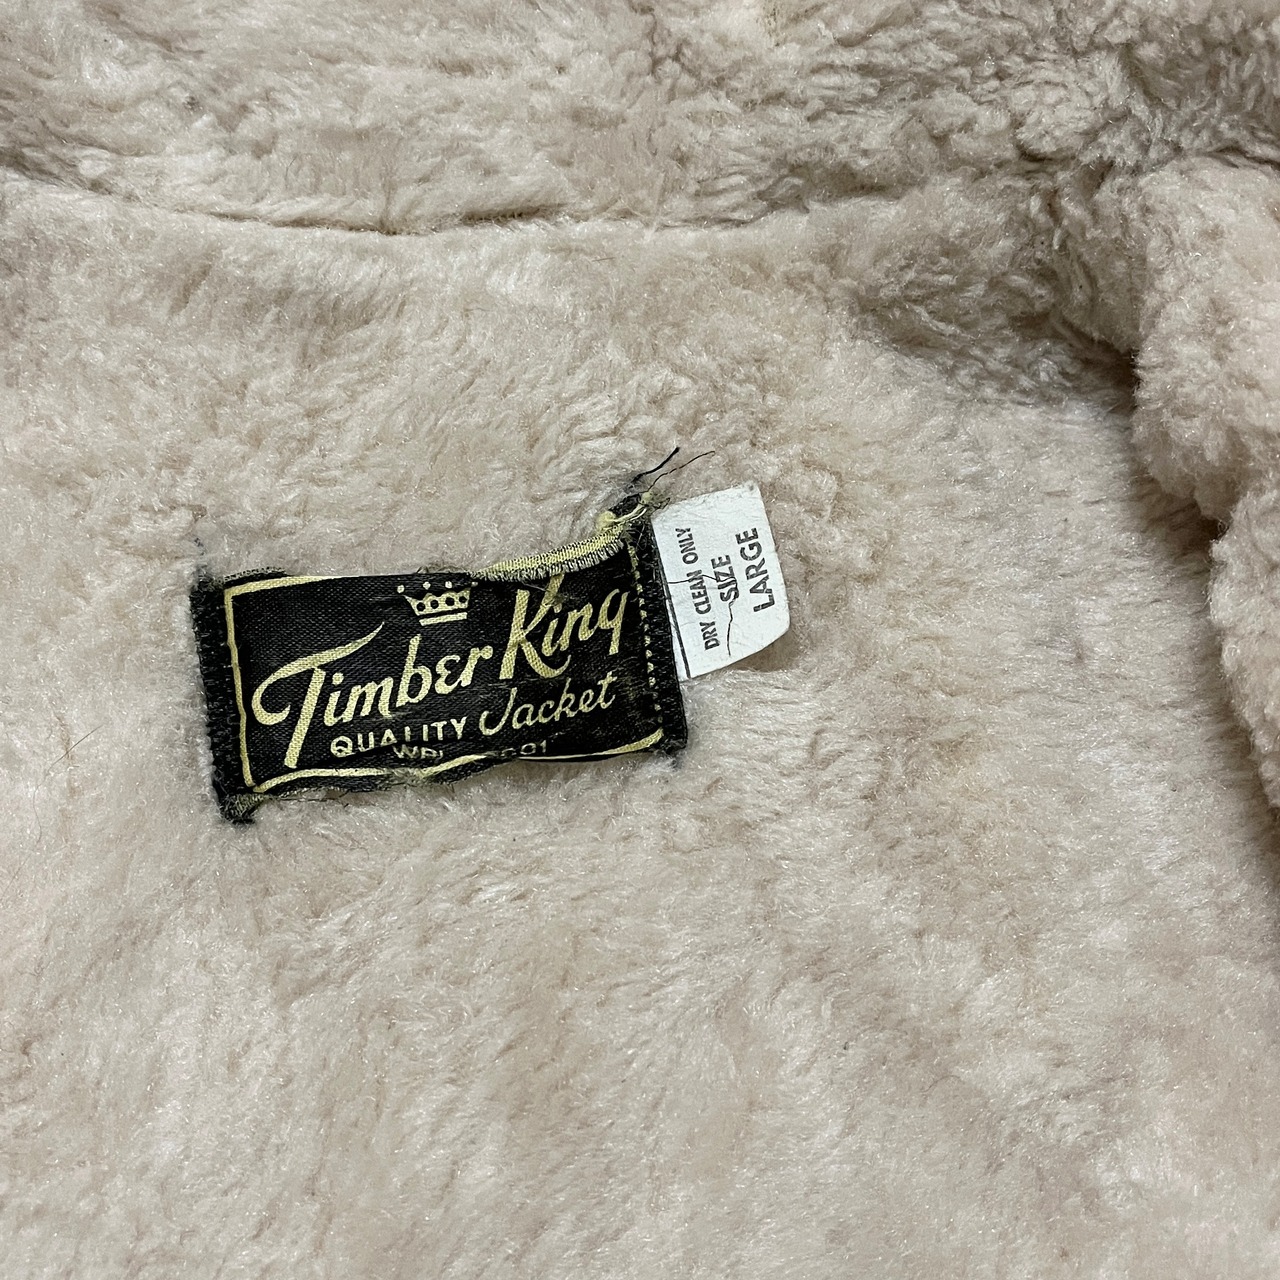 Timber King
QUALITY Jacket
DRY CLEAN ONLY
SIZE
LARGE